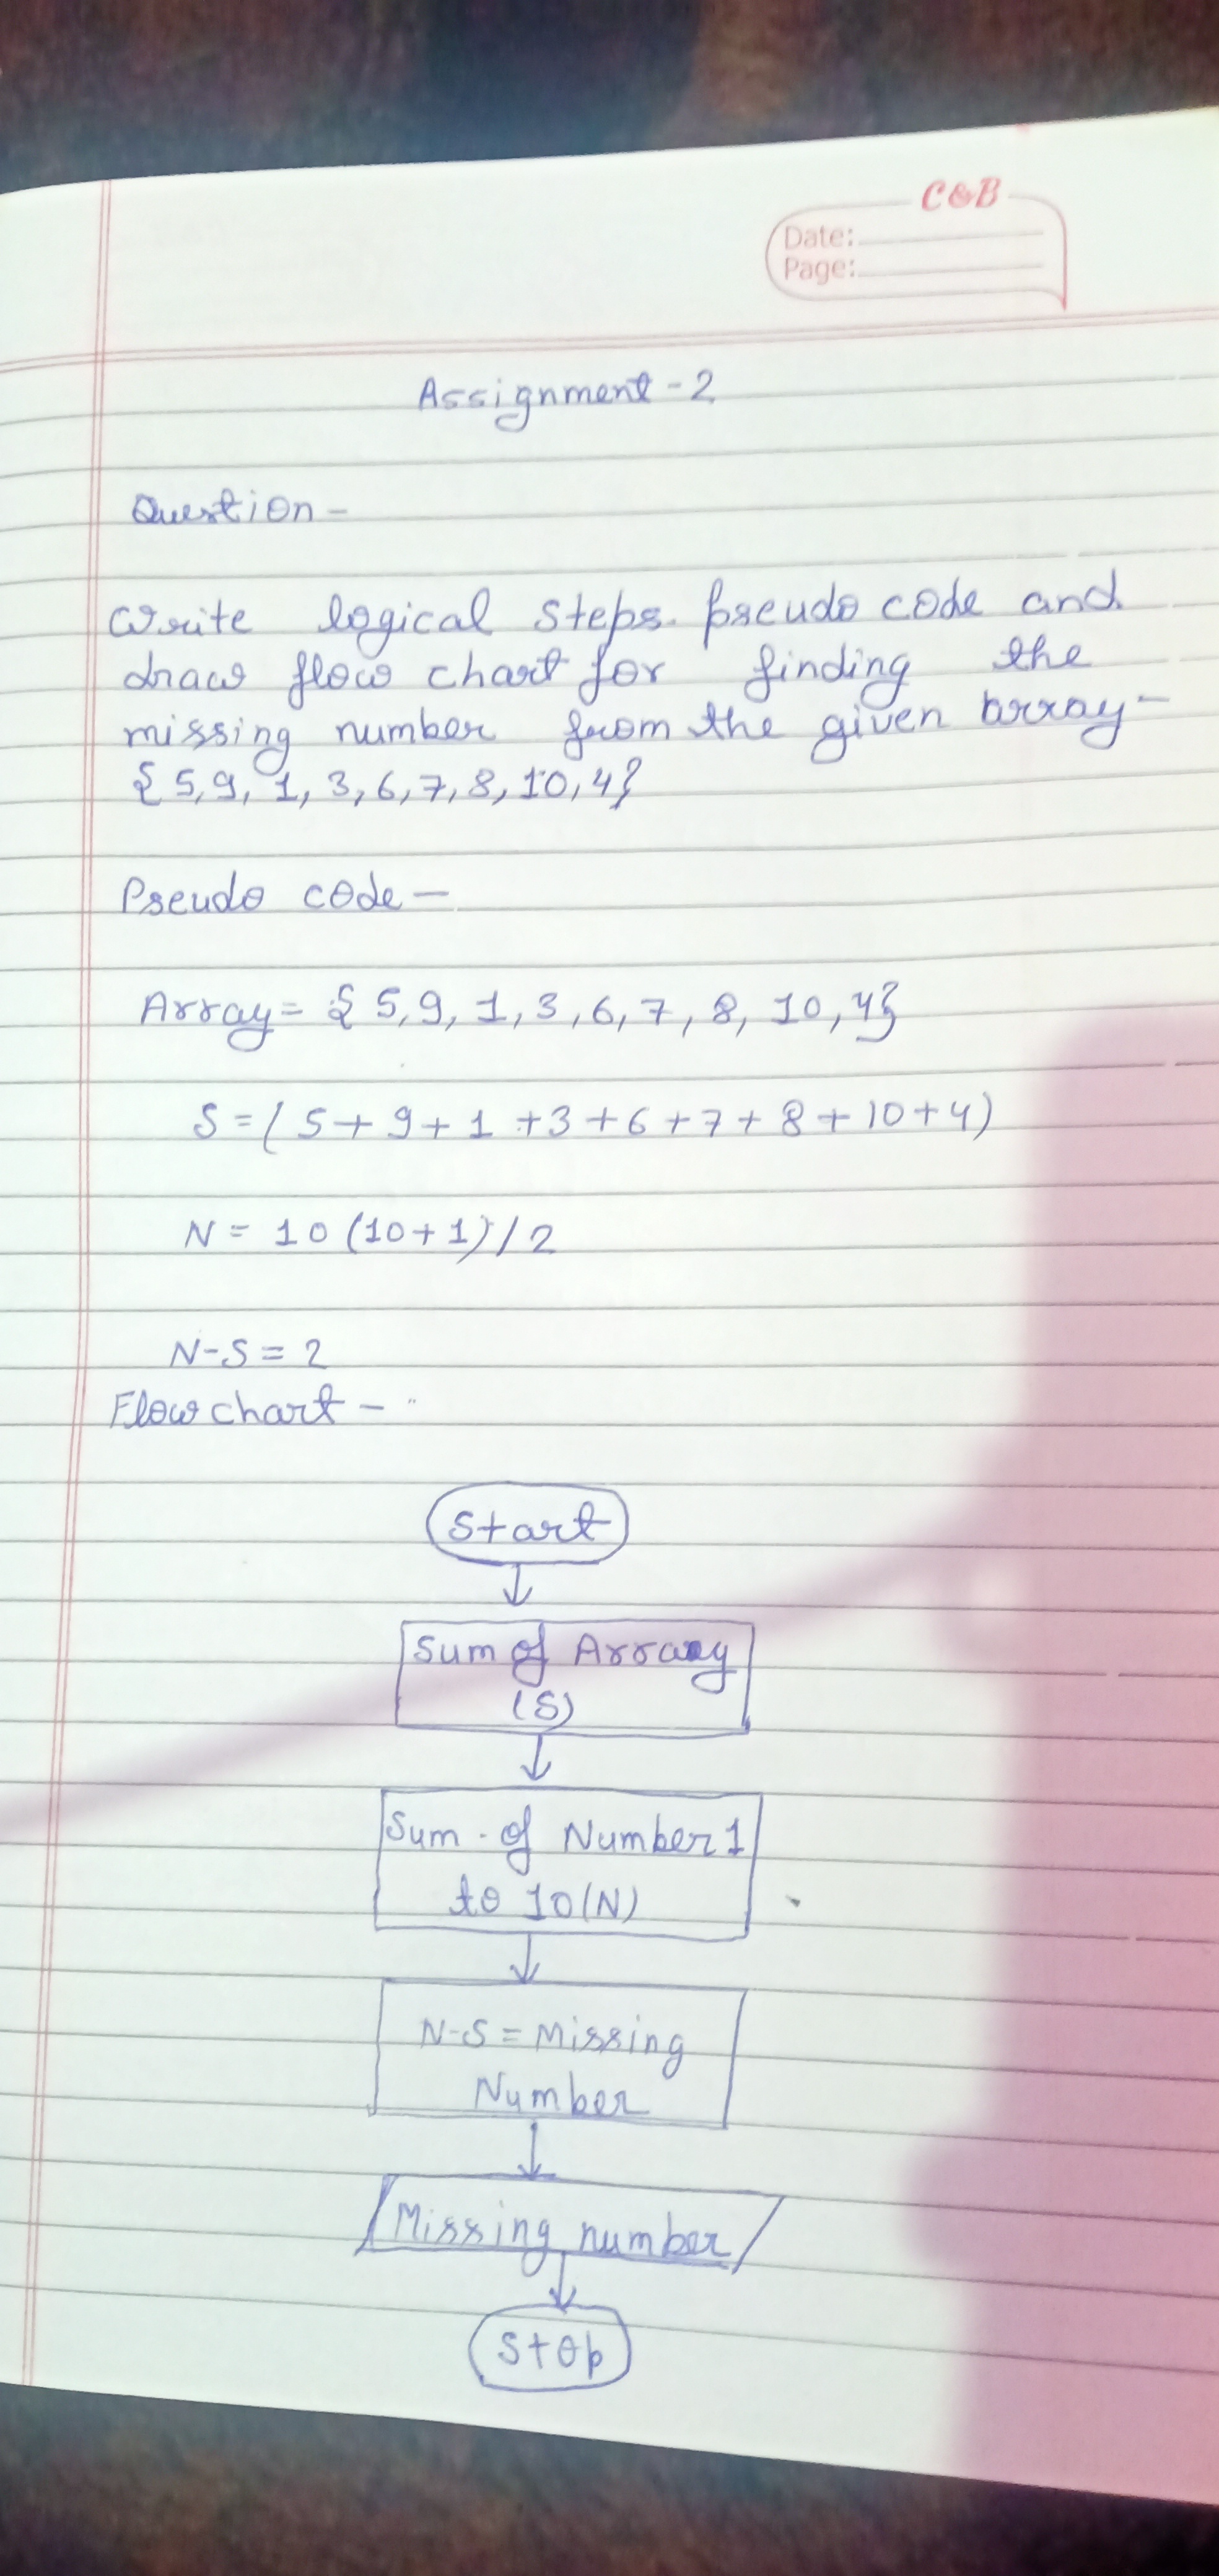 C&B
Date:
Page:
Assignment - 2
Question -
Write logical steps. pseudo code and
draw flow chart for finding the
missing number from the given array -
{ 5, 9, 1, 3, 6, 7, 8, 10, 4}
Pseudo code -
Array = { 5, 9, 1, 3, 6, 7, 8, 10, 4}
S = ( 5 + 9 + 1 + 3 + 6 + 7 + 8 + 10 + 4 )
N = 10 (10 + 1) / 2
N - S = 2
Flow chart -
Start
Sum of Array
(S)
Sum of Number 1
to 10 (N)
N - S = Missing
Number
Missing number
Stop